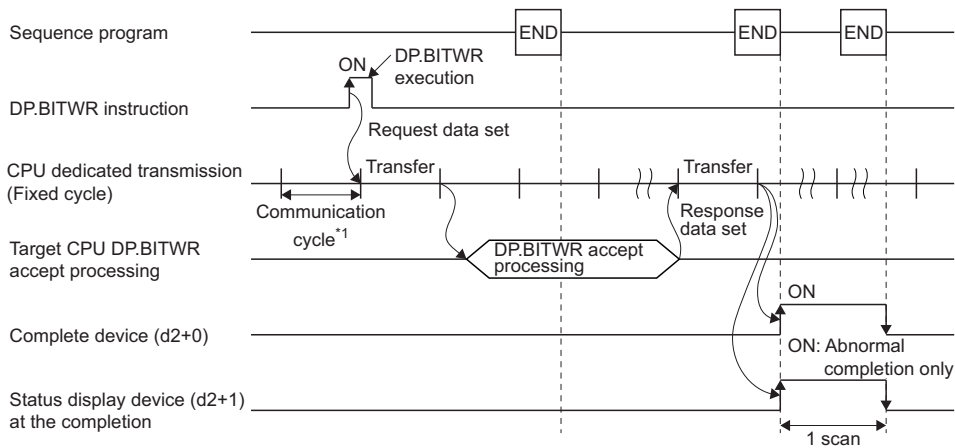 Sequence program
END
END
END
ON
DP.BITWR
execution
DP.BITWR instruction
Request data set
CPU dedicated transmission
(Fixed cycle)
Transfer
Transfer
Communication
cycle*1
Response
data set
Target CPU DP.BITWR
accept processing
DP.BITWR accept
processing
ON
Complete device (d2+0)
ON: Abnormal
completion only
Status display device (d2+1)
at the completion
1 scan